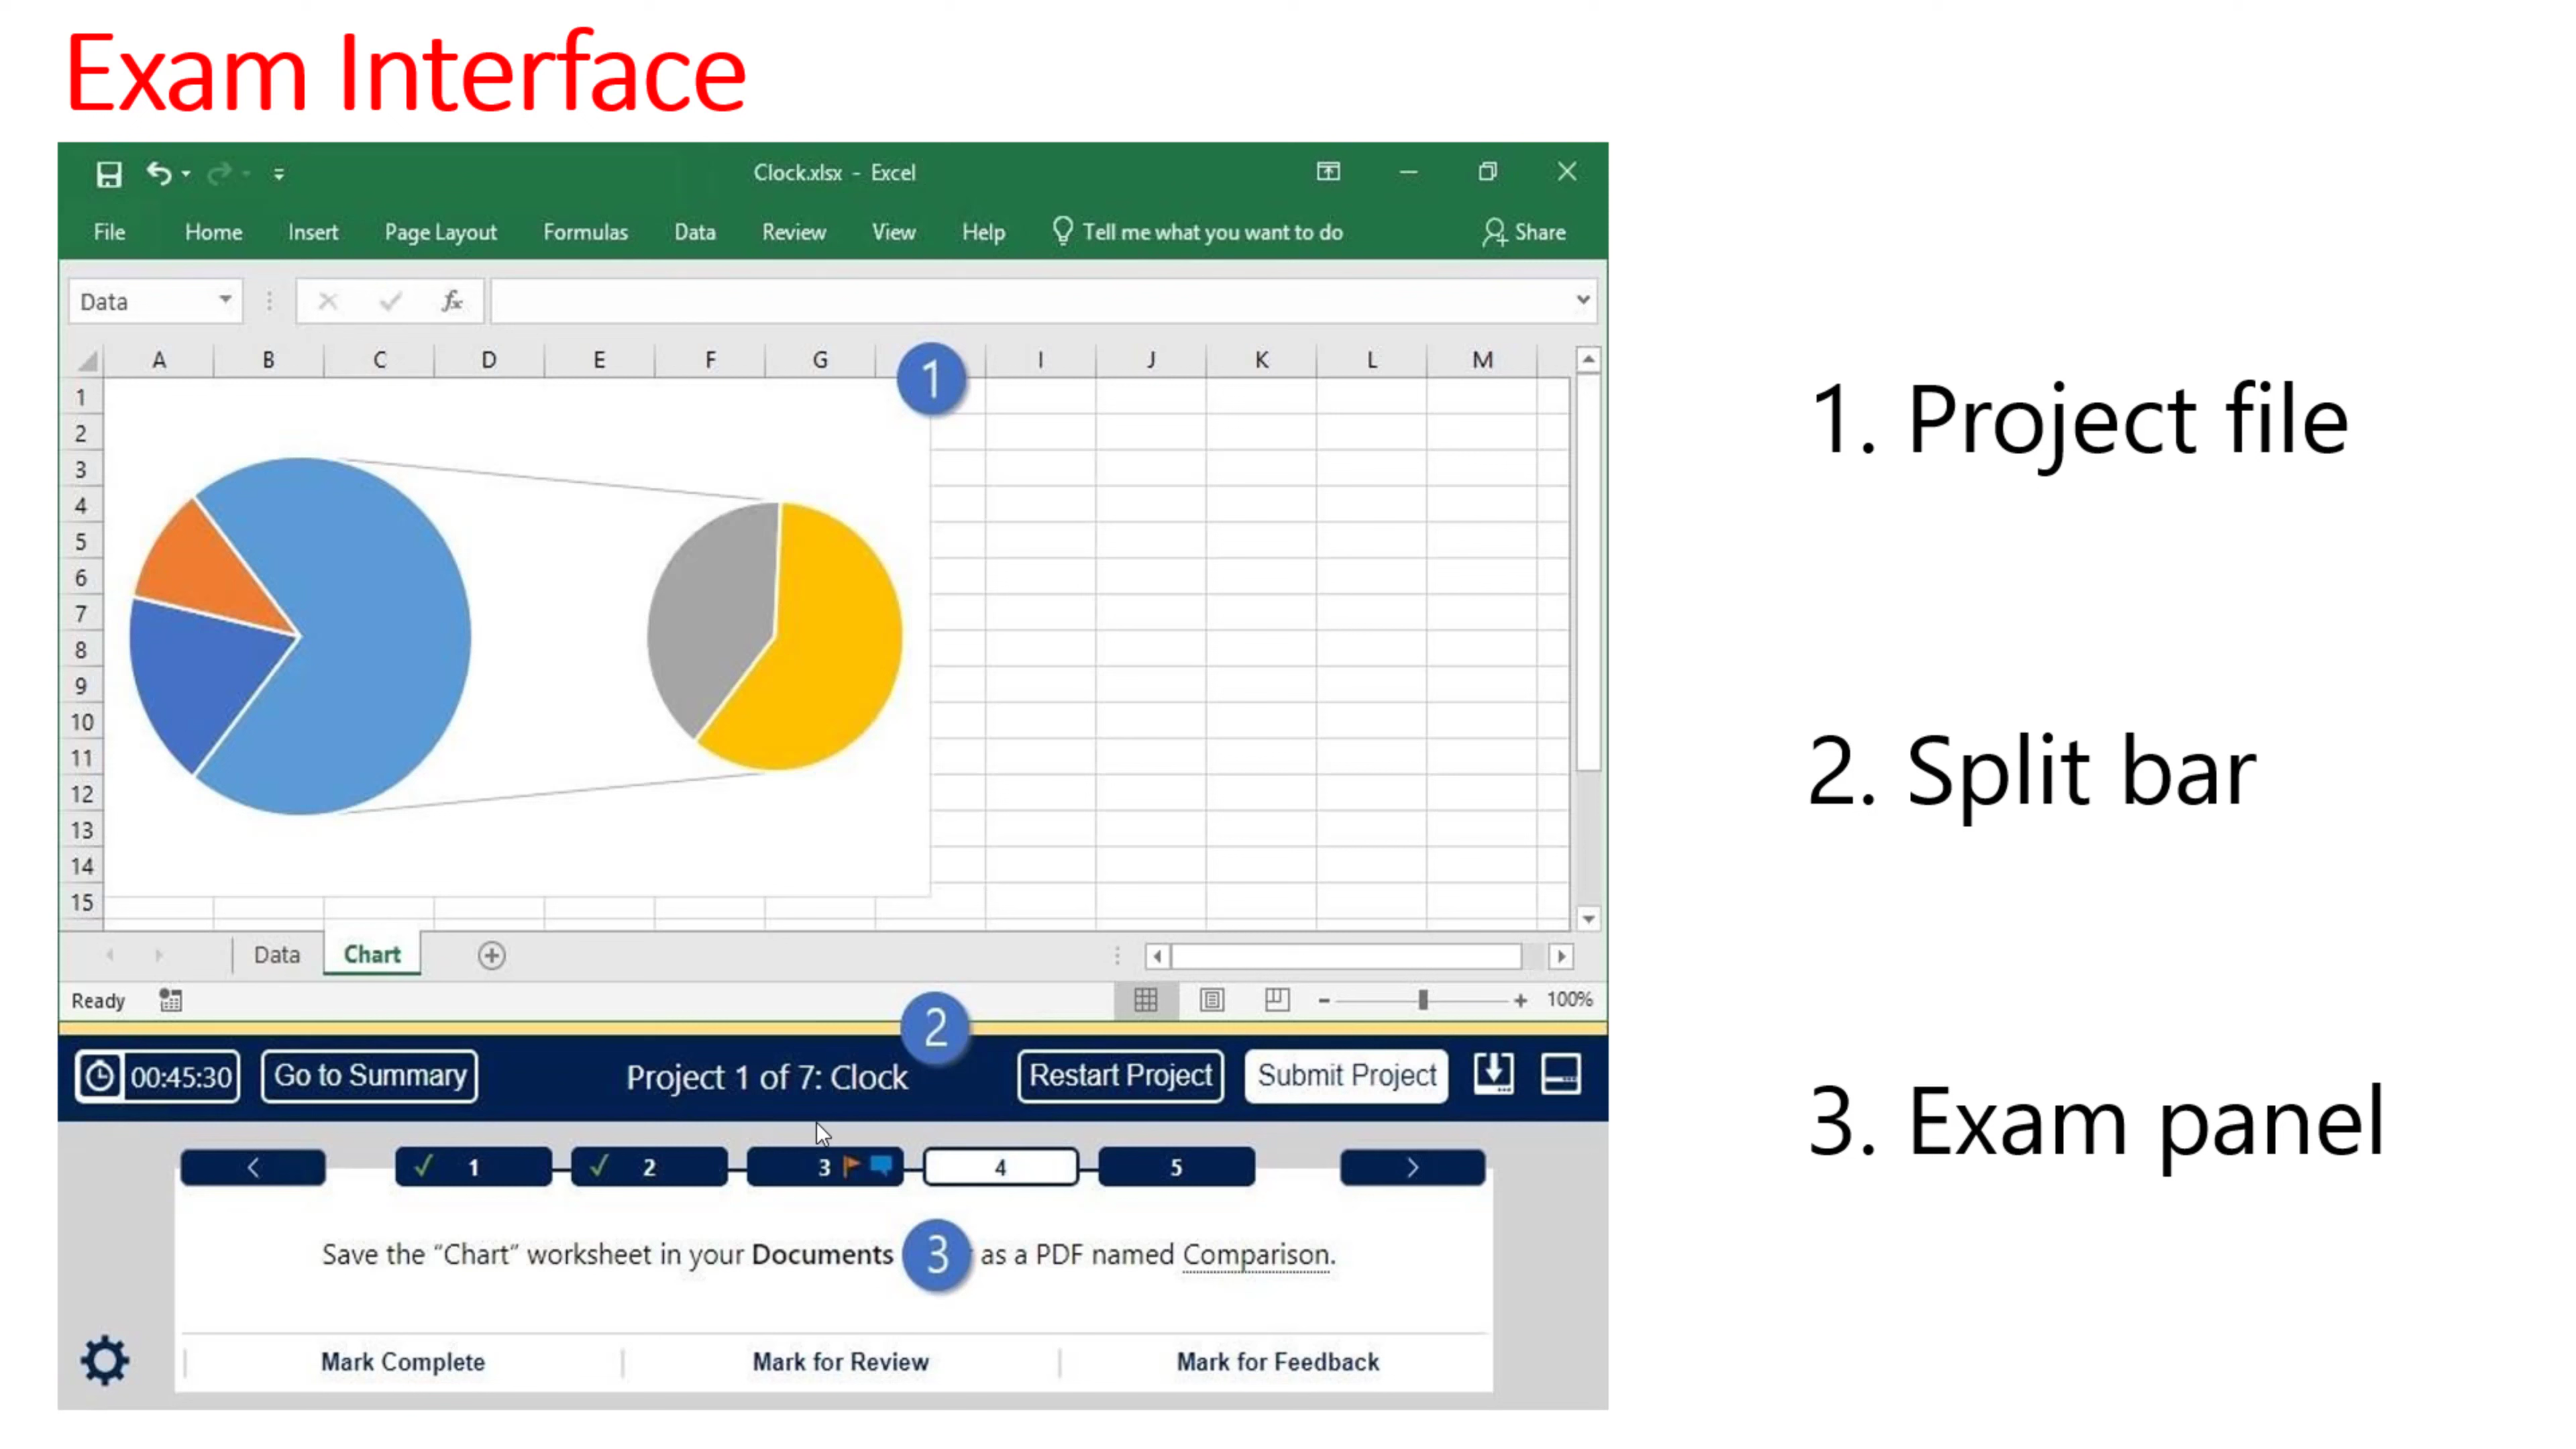 Exam Interface
Clock.xlsx - Excel
File Home Insert Page Layout Formulas Data Review View Help Tell me what you want to do Share
Data fx
A B C D E F G 1 I J K L M
1
2
3
4
5
6
7
8
9
10
11
12
13
14
15
Data Chart
Ready 100%
2
00:45:30 Go to Summary Project 1 of 7: Clock Restart Project Submit Project
1 2 3 4 5
Save the “Chart” worksheet in your Documents 3 as a PDF named Comparison.
Mark Complete Mark for Review Mark for Feedback
1. Project file
2. Split bar
3. Exam panel